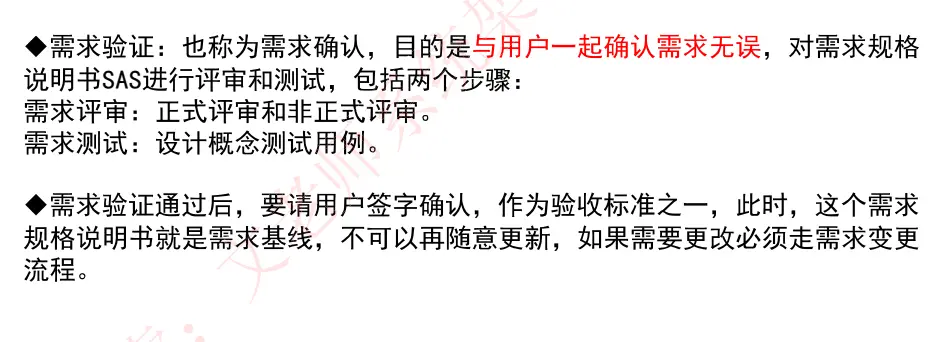 ◆需求验证：也称为需求确认，目的是与用户一起确认需求无误，对需求规格
说明书SAS进行评审和测试，包括两个步骤：
需求评审：正式评审和非正式评审。
需求测试：设计概念测试用例。
◆需求验证通过后，要请用户签字确认，作为验收标准之一，此时，这个需求
规格说明书就是需求基线，不可以再随意更新，如果需要更改必须走需求变更
流程。